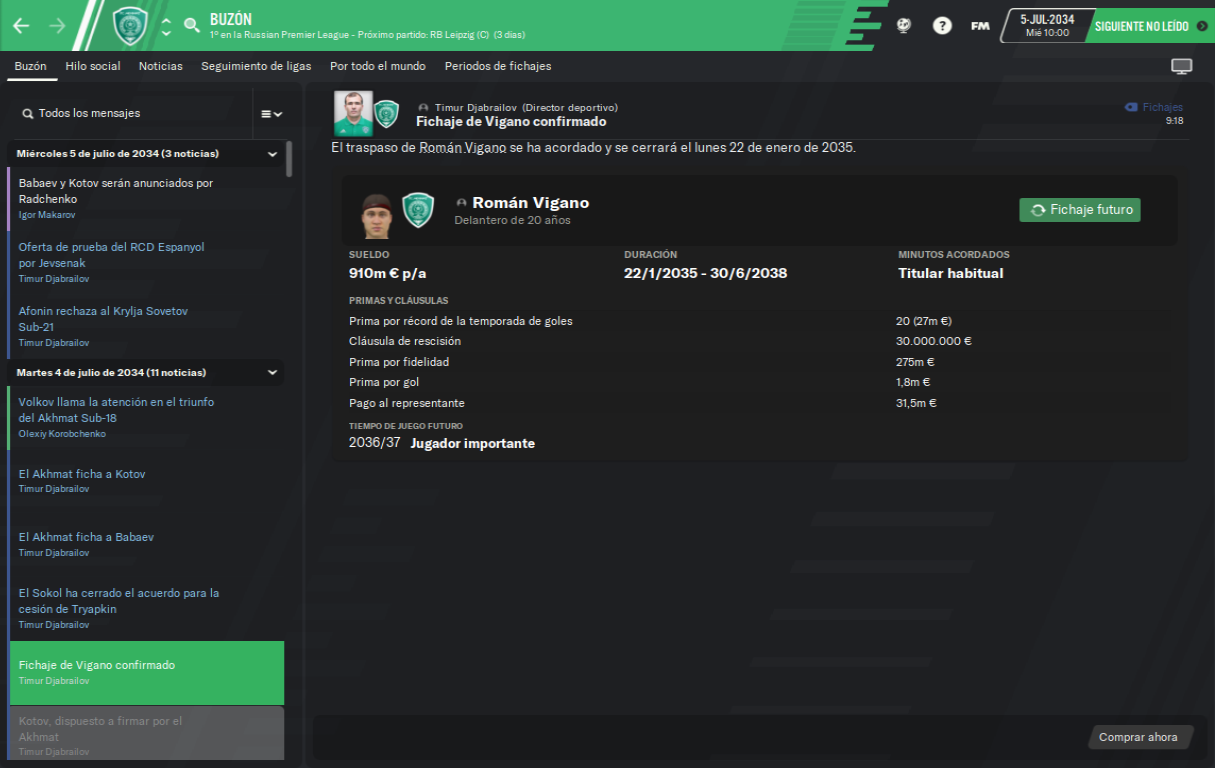 BUZÓN
1º en la Russian Premier League - Próximo partido: RB Leipzig (C) (3 días)
?
FM
5-JUL-2034
Mié 10:00
SIGUIENTE NO LEÍDO
Buzón
Hilo social
Noticias
Seguimiento de ligas
Por todo el mundo
Periodos de fichajes
Todos los mensajes
Miércoles 5 de julio de 2034 (3 noticias)
Babaev y Kotov serán anunciados por
Radchenko
Igor Makarov
Oferta de prueba del RCD Espanyol
por Jevsenak
Timur Djabrailov
Afonin rechaza al Krylja Sovetov
Sub-21
Timur Djabrailov
Martes 4 de julio de 2034 (11 noticias)
Volkov llama la atención en el triunfo
del Akhmat Sub-18
Olexiy Korobchenko
El Akhmat ficha a Kotov
Timur Djabrailov
El Akhmat ficha a Babaev
Timur Djabrailov
El Sokol ha cerrado el acuerdo para la
cesión de Tryapkin
Timur Djabrailov
Fichaje de Vigano confirmado
Timur Djabrailov
Kotov, dispuesto a firmar por el
Akhmat
Timur Djabrailov
Timur Djabrailov (Director deportivo)
Fichaje de Vigano confirmado
Fichajes
9:18
El traspaso de Román Vigano se ha acordado y se cerrará el lunes 22 de enero de 2035.
Román Vigano
Delantero de 20 años
Fichaje futuro
SUELDO
DURACIÓN
MINUTOS ACORDADOS
910m € p/a
22/1/2035 - 30/6/2038
Titular habitual
PRIMAS Y CLÁUSULAS
Prima por récord de la temporada de goles
20 (27m €)
Cláusula de rescisión
30.000.000 €
Prima por fidelidad
275m €
Prima por gol
1,8m €
Pago al representante
31,5m €
TIEMPO DE JUEGO FUTURO
2036/37 Jugador importante
Comprar ahora